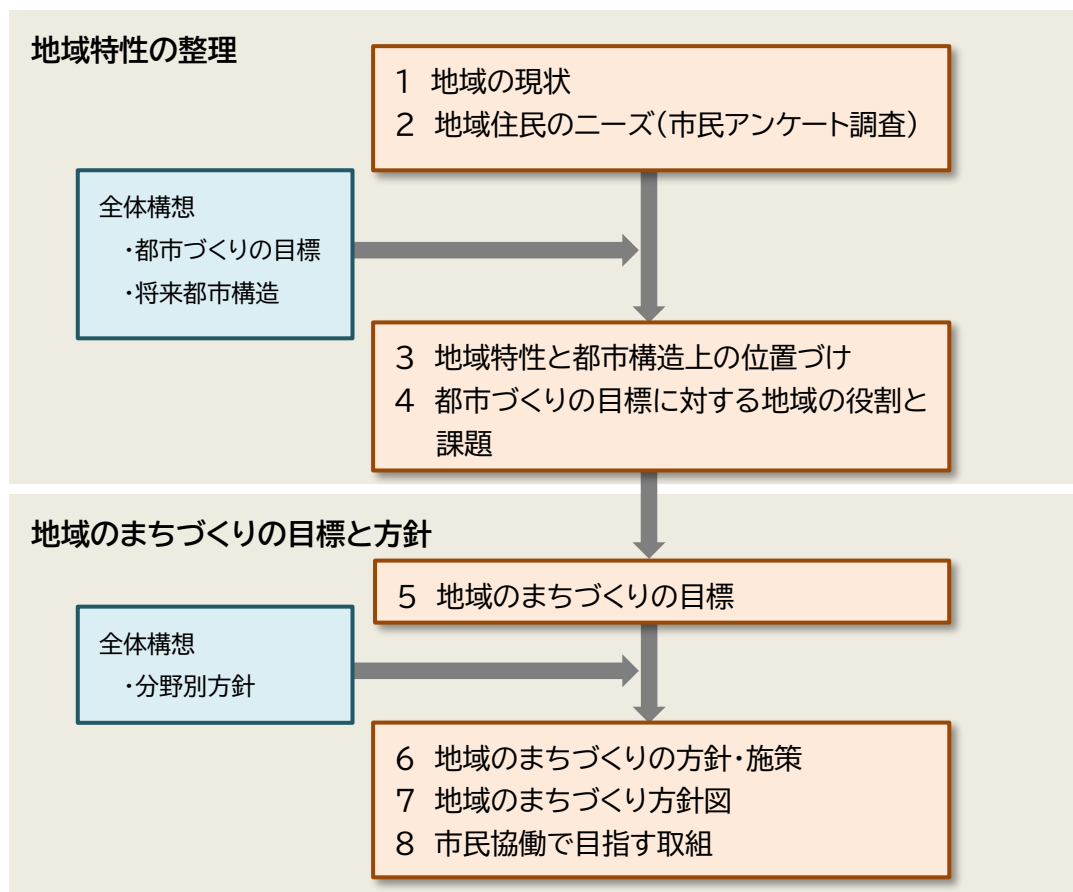 地域特性の整理
1 地域の現状
2 地域住民のニーズ(市民アンケート調査)
全体構想
・都市づくりの目標
・将来都市構造
3 地域特性と都市構造上の位置づけ
4 都市づくりの目標に対する地域の役割と
課題
地域のまちづくりの目標と方針
5 地域のまちづくりの目標
全体構想
・分野別方針
6 地域のまちづくりの方針・施策
7 地域のまちづくり方針図
8 市民協働で目指す取組